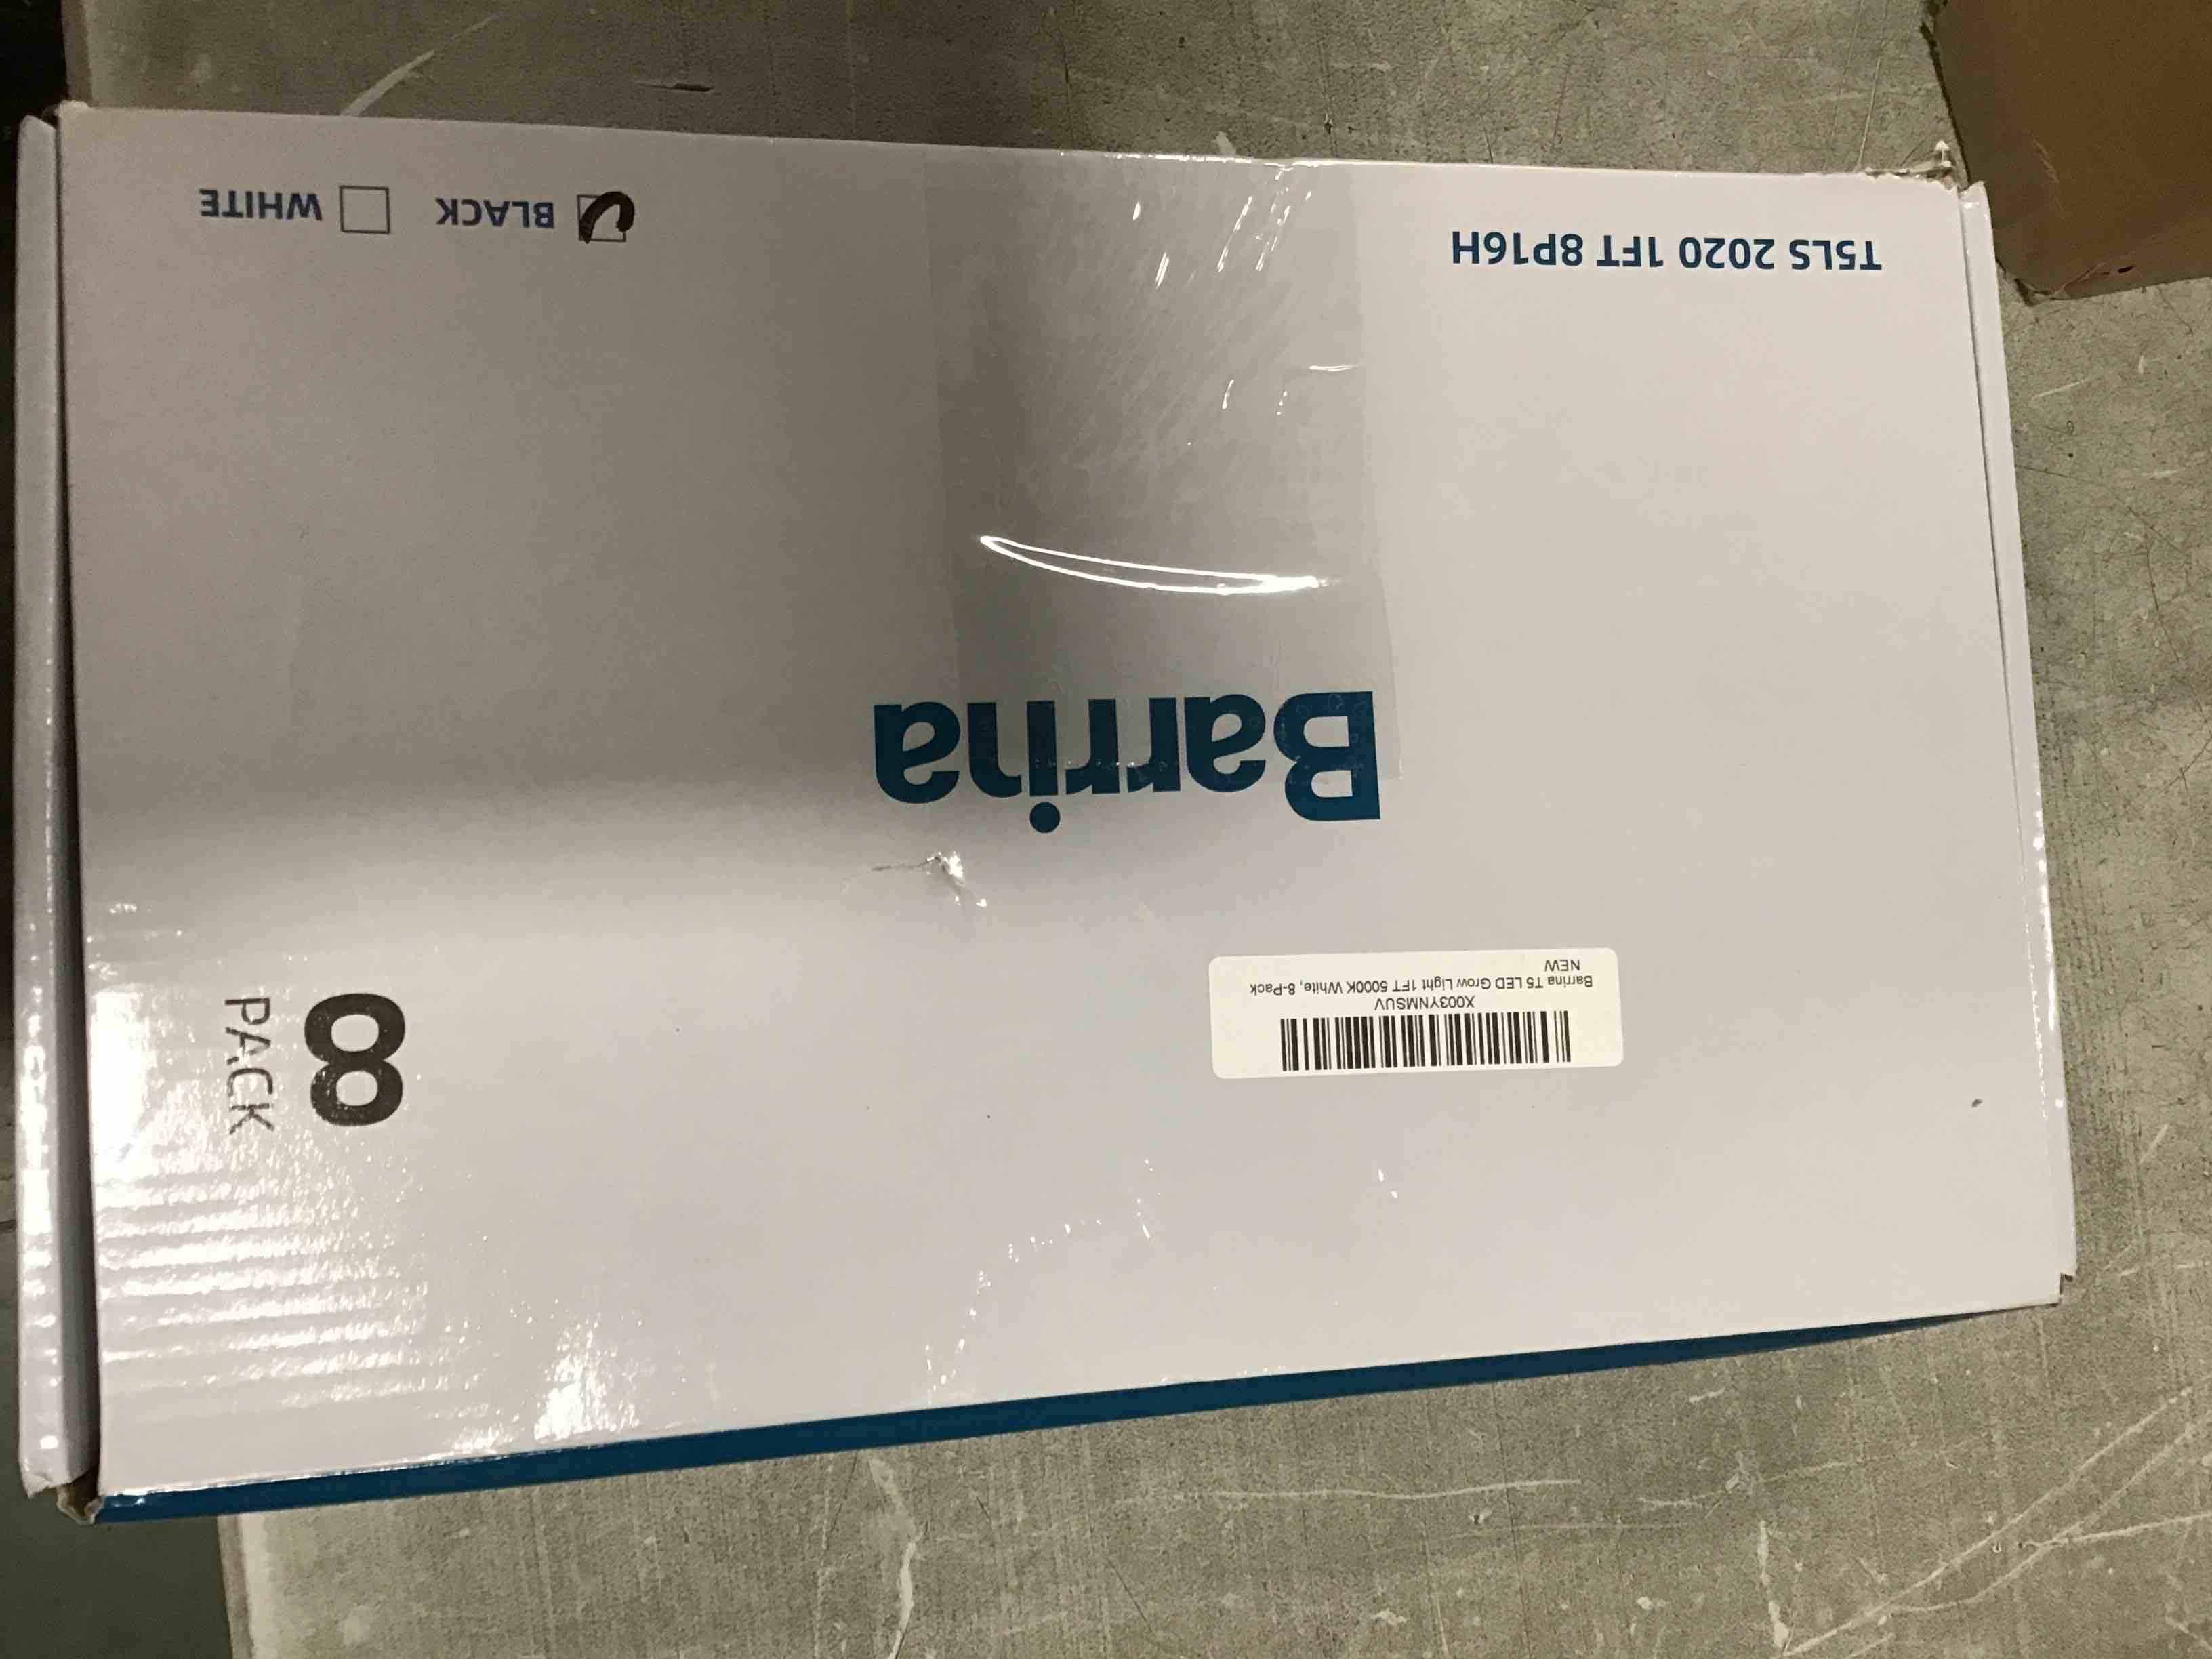 8
PACK
X003YNMSUV
Barrina T5 LED Grow Light 1FT 5000K White, 8-Pack
NEW
Barrina
T5LS 2020 1FT 8P16H
BLACK
WHITE